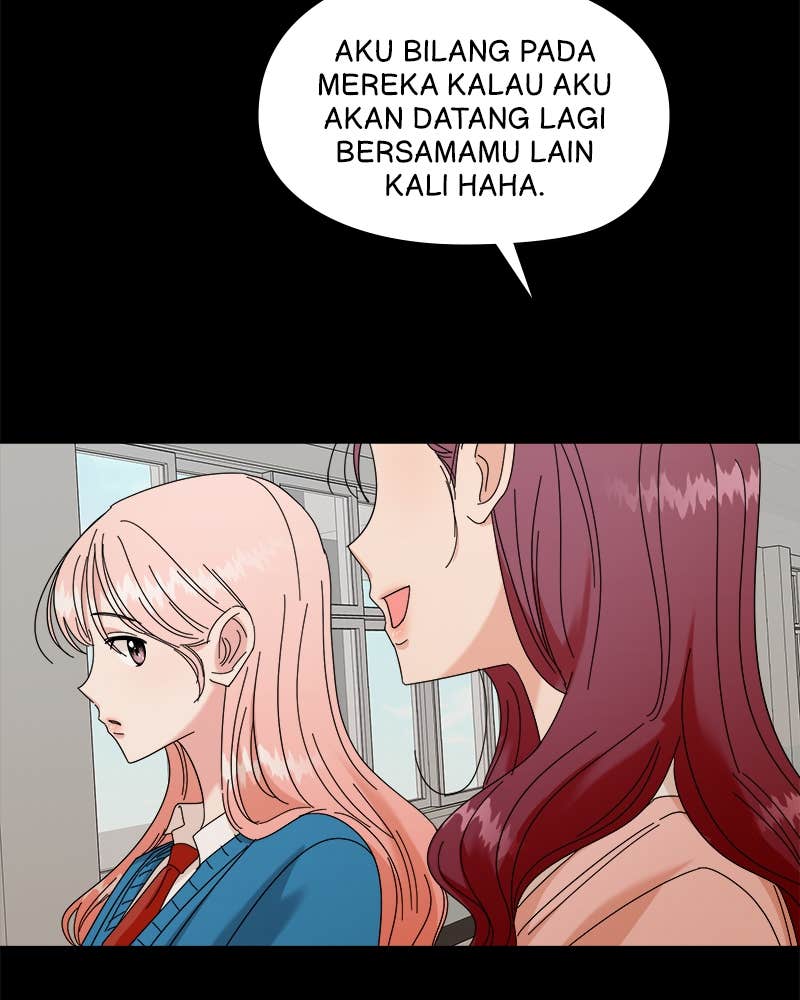 AKU BILANG PADA
MEREKA KALAU AKU
AKAN DATANG LAGI
BERSAMAMU LAIN
KALI HAHA.